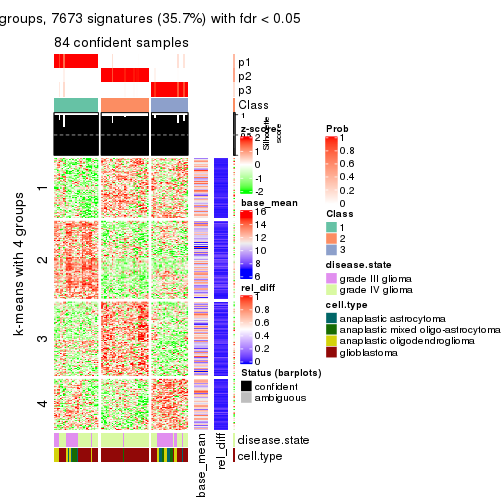 groups, 7673 signatures (35.7%) with fdr < 0.05
84 confident samples
p1
p2
p3
Class
1
Silhouette
score
k-means with 4 groups
1
2
3
4
disease.state
cell.type
base_mean
rel_diff
z-score
2
1
0
-1
-2
base_mean
16
14
12
10
8
6
rel_diff
1
0.8
0.6
0.4
0.2
0
Status (barplots)
confident
ambiguous
Prob
1
0.8
0.6
0.4
0.2
0
Class
1
2
3
disease.state
grade III glioma
grade IV glioma
cell.type
anaplastic astrocytoma
anaplastic mixed oligo-astrocytoma
anaplastic oligodendroglioma
glioblastoma